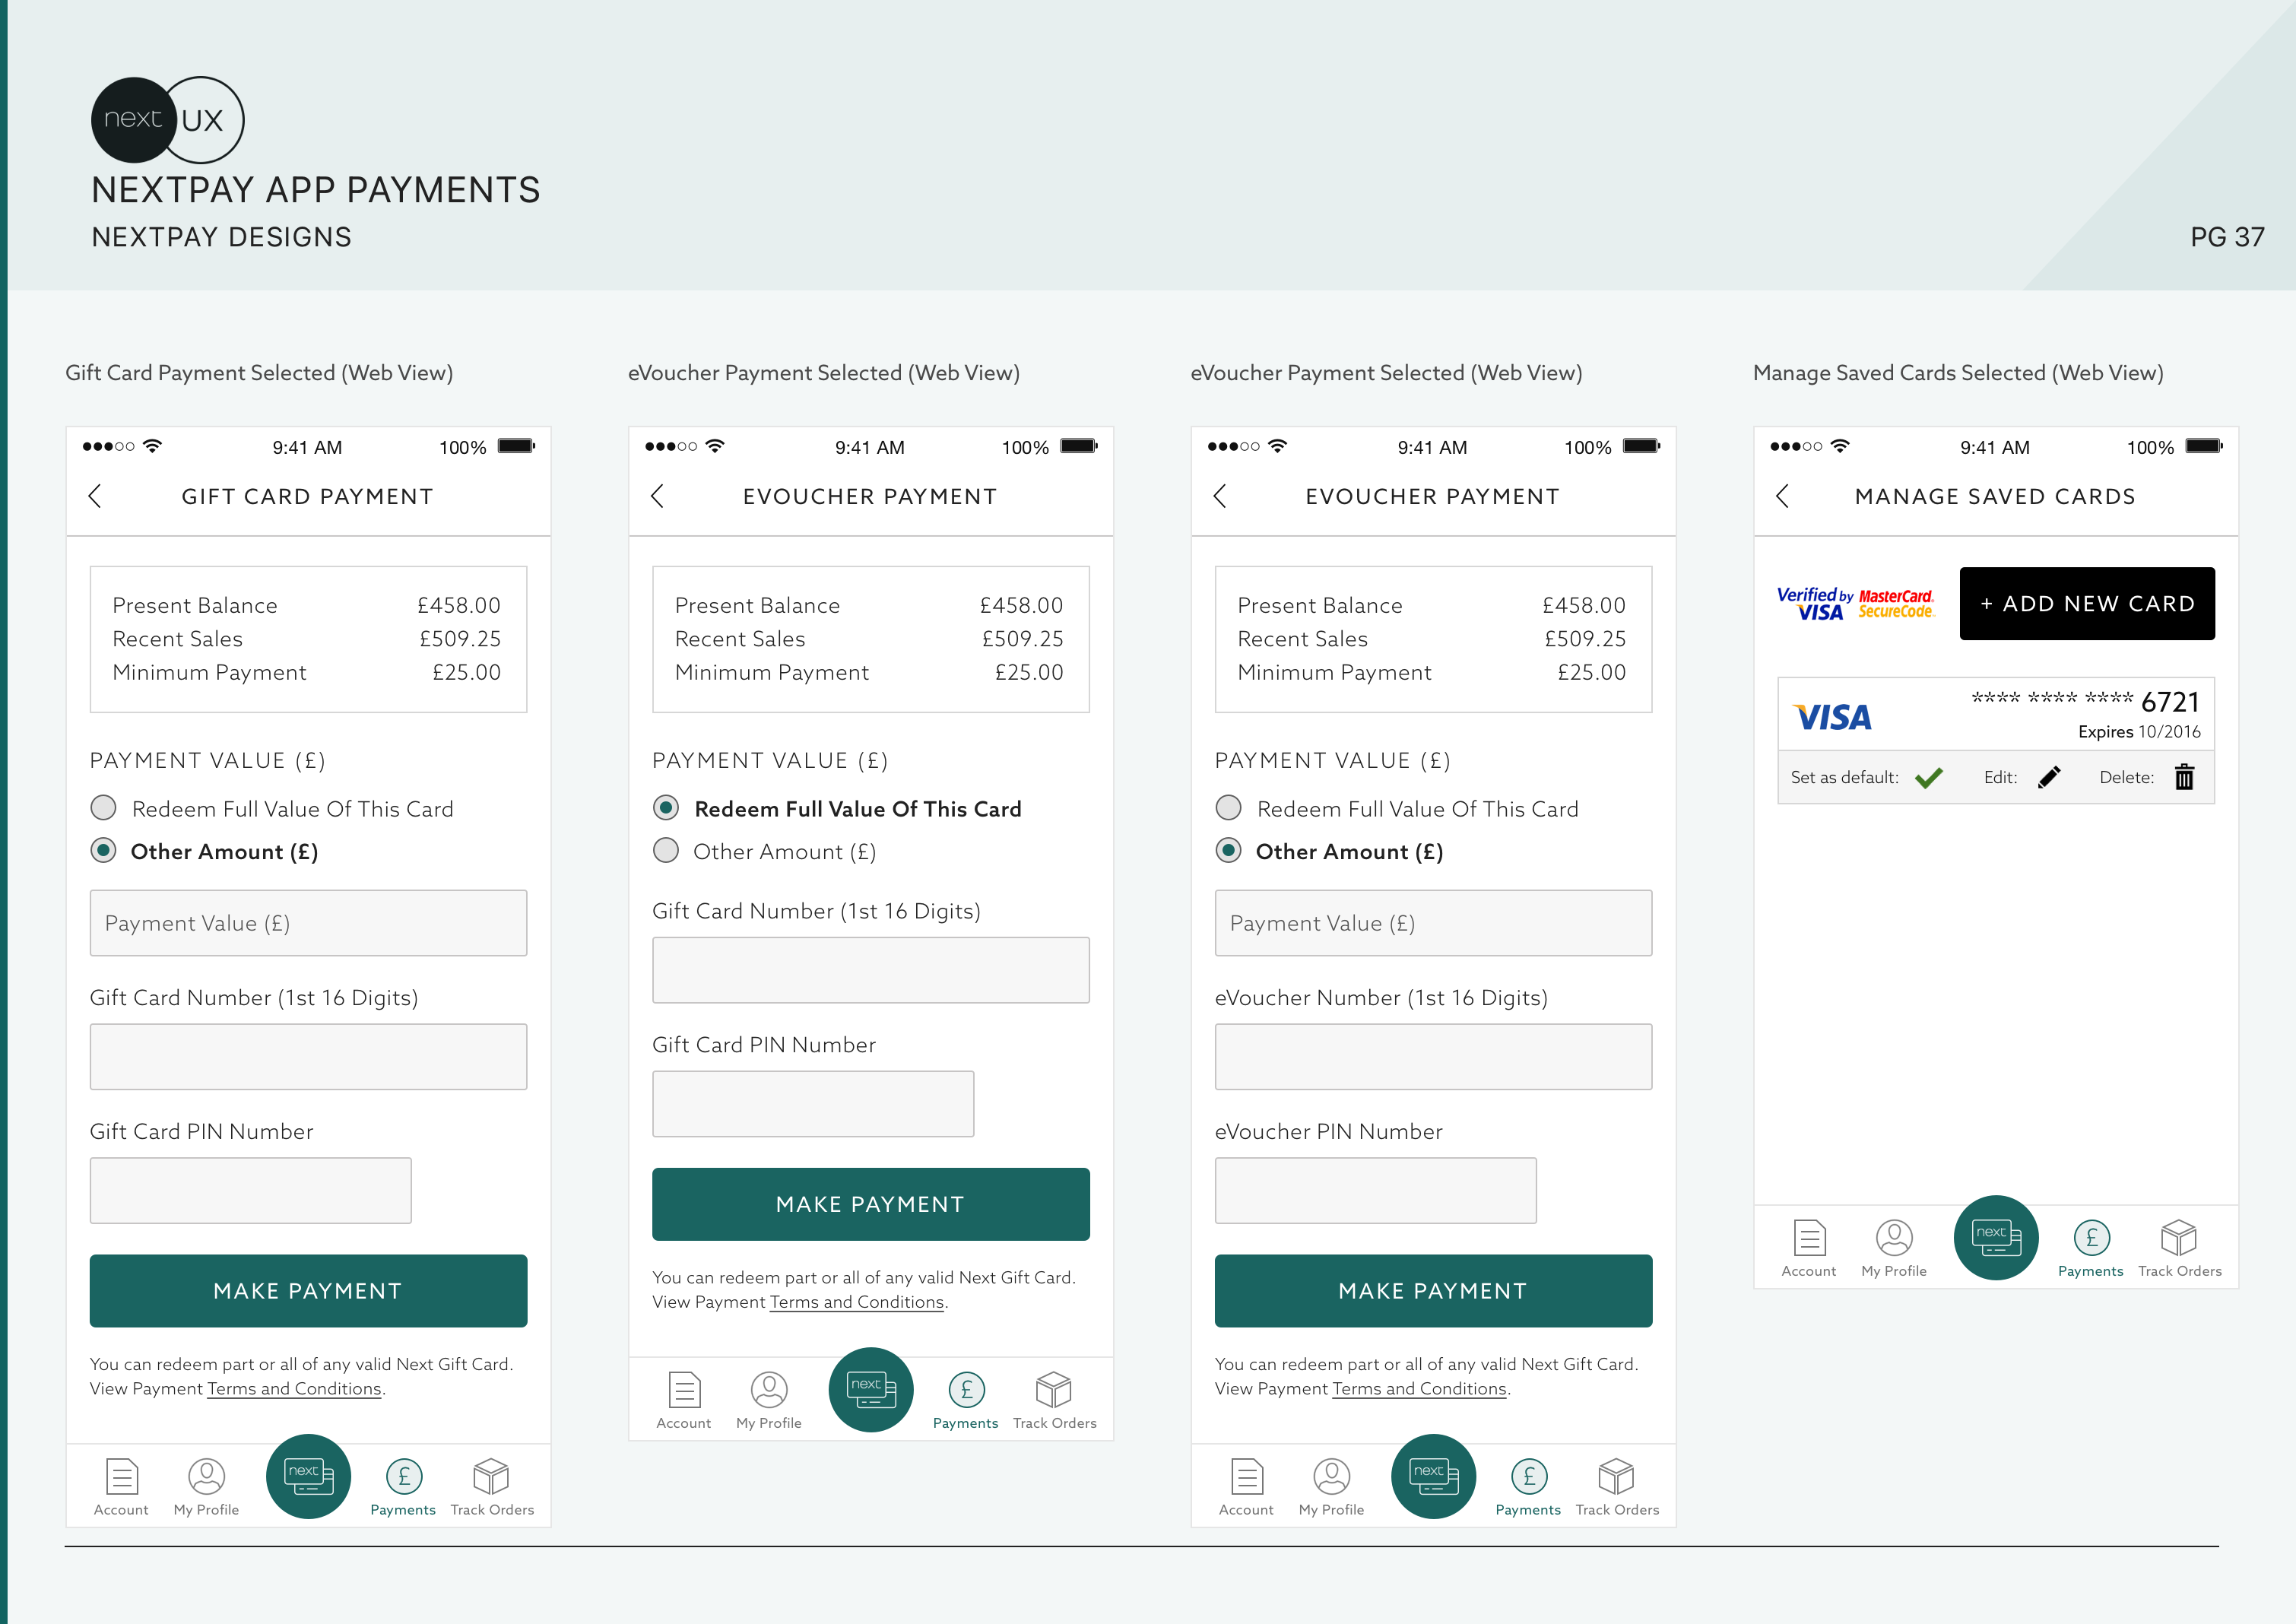 next UX
NEXTPAY APP PAYMENTS
NEXTPAY DESIGNS
PG 37
Gift Card Payment Selected (Web View)
9:41 AM 100%
GIFT CARD PAYMENT
Present Balance £458.00
Recent Sales £509.25
Minimum Payment £25.00
PAYMENT VALUE (£)
Redeem Full Value Of This Card
Other Amount (£)
Payment Value (£)
Gift Card Number (1st 16 Digits)
Gift Card PIN Number
MAKE PAYMENT
You can redeem part or all of any valid Next Gift Card.
View Payment Terms and Conditions.
next
£
Account My Profile Payments Track Orders
eVoucher Payment Selected (Web View)
9:41 AM 100%
EVOUCHER PAYMENT
Present Balance £458.00
Recent Sales £509.25
Minimum Payment £25.00
PAYMENT VALUE (£)
Redeem Full Value Of This Card
Other Amount (£)
Gift Card Number (1st 16 Digits)
Gift Card PIN Number
MAKE PAYMENT
You can redeem part or all of any valid Next Gift Card.
View Payment Terms and Conditions.
next
£
Account My Profile Payments Track Orders
eVoucher Payment Selected (Web View)
9:41 AM 100%
EVOUCHER PAYMENT
Present Balance £458.00
Recent Sales £509.25
Minimum Payment £25.00
PAYMENT VALUE (£)
Redeem Full Value Of This Card
Other Amount (£)
Payment Value (£)
eVoucher Number (1st 16 Digits)
eVoucher PIN Number
MAKE PAYMENT
You can redeem part or all of any valid Next Gift Card.
View Payment Terms and Conditions.
next
£
Account My Profile Payments Track Orders
Manage Saved Cards Selected (Web View)
9:41 AM 100%
MANAGE SAVED CARDS
Verified by VISA
MasterCard. SecureCode
+ ADD NEW CARD
VISA
**** **** **** 6721
Expires 10/2016
Set as default: Edit: Delete:
next
£
Account My Profile Payments Track Orders